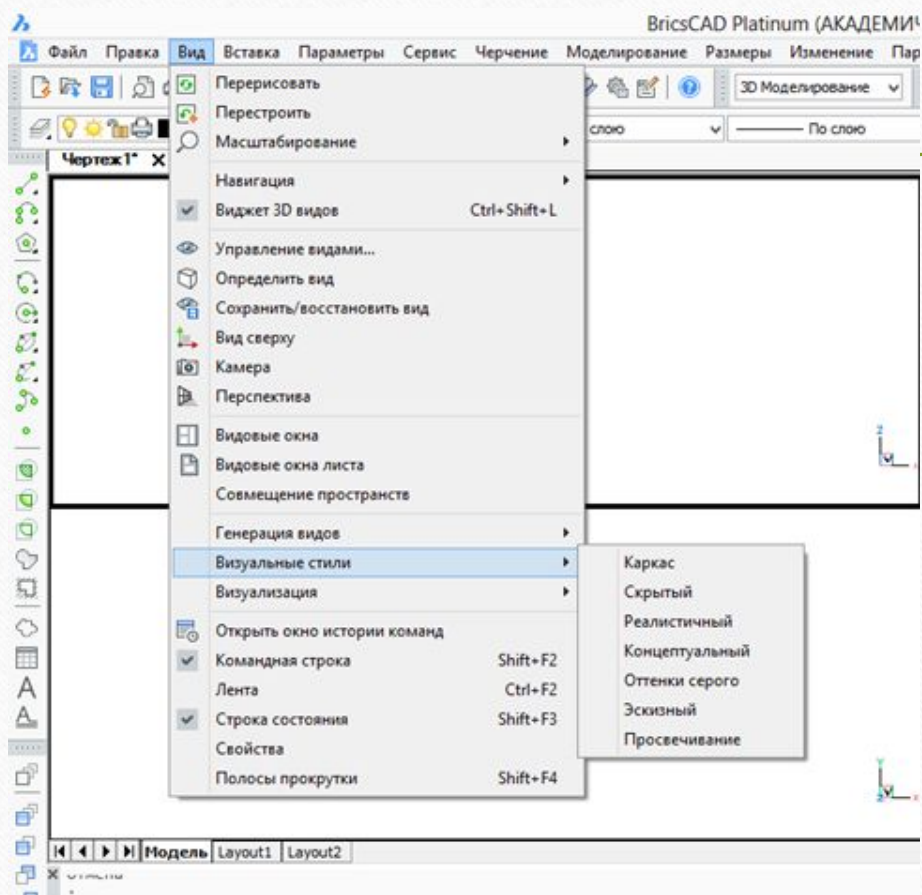 BricsCAD Platinum (АКАДЕМИЧ
Файл Правка Вид Вставка Параметры Сервис Черчение Моделирование Размеры Изменение Пар
3D Моделирование
слою По слою
Чертеж1* X
Перерисовать
Перестроить
Масштабирование
Навигация
Виджет 3D видов Ctrl+Shift+L
Управление видами...
Определить вид
Сохранить/восстановить вид
Вид сверху
Камера
Перспектива
Видовые окна
Видовые окна листа
Совмещение пространств
Генерация видов
Визуальные стили
Визуализация
Открыть окно истории команд
Командная строка Shift+F2
Лента Ctrl+F2
Строка состояния Shift+F3
Свойства
Полосы прокрутки Shift+F4
Каркас
Скрытый
Реалистичный
Концептуальный
Оттенки серого
Эскизный
Просвечивание
Модель Layout1 Layout2